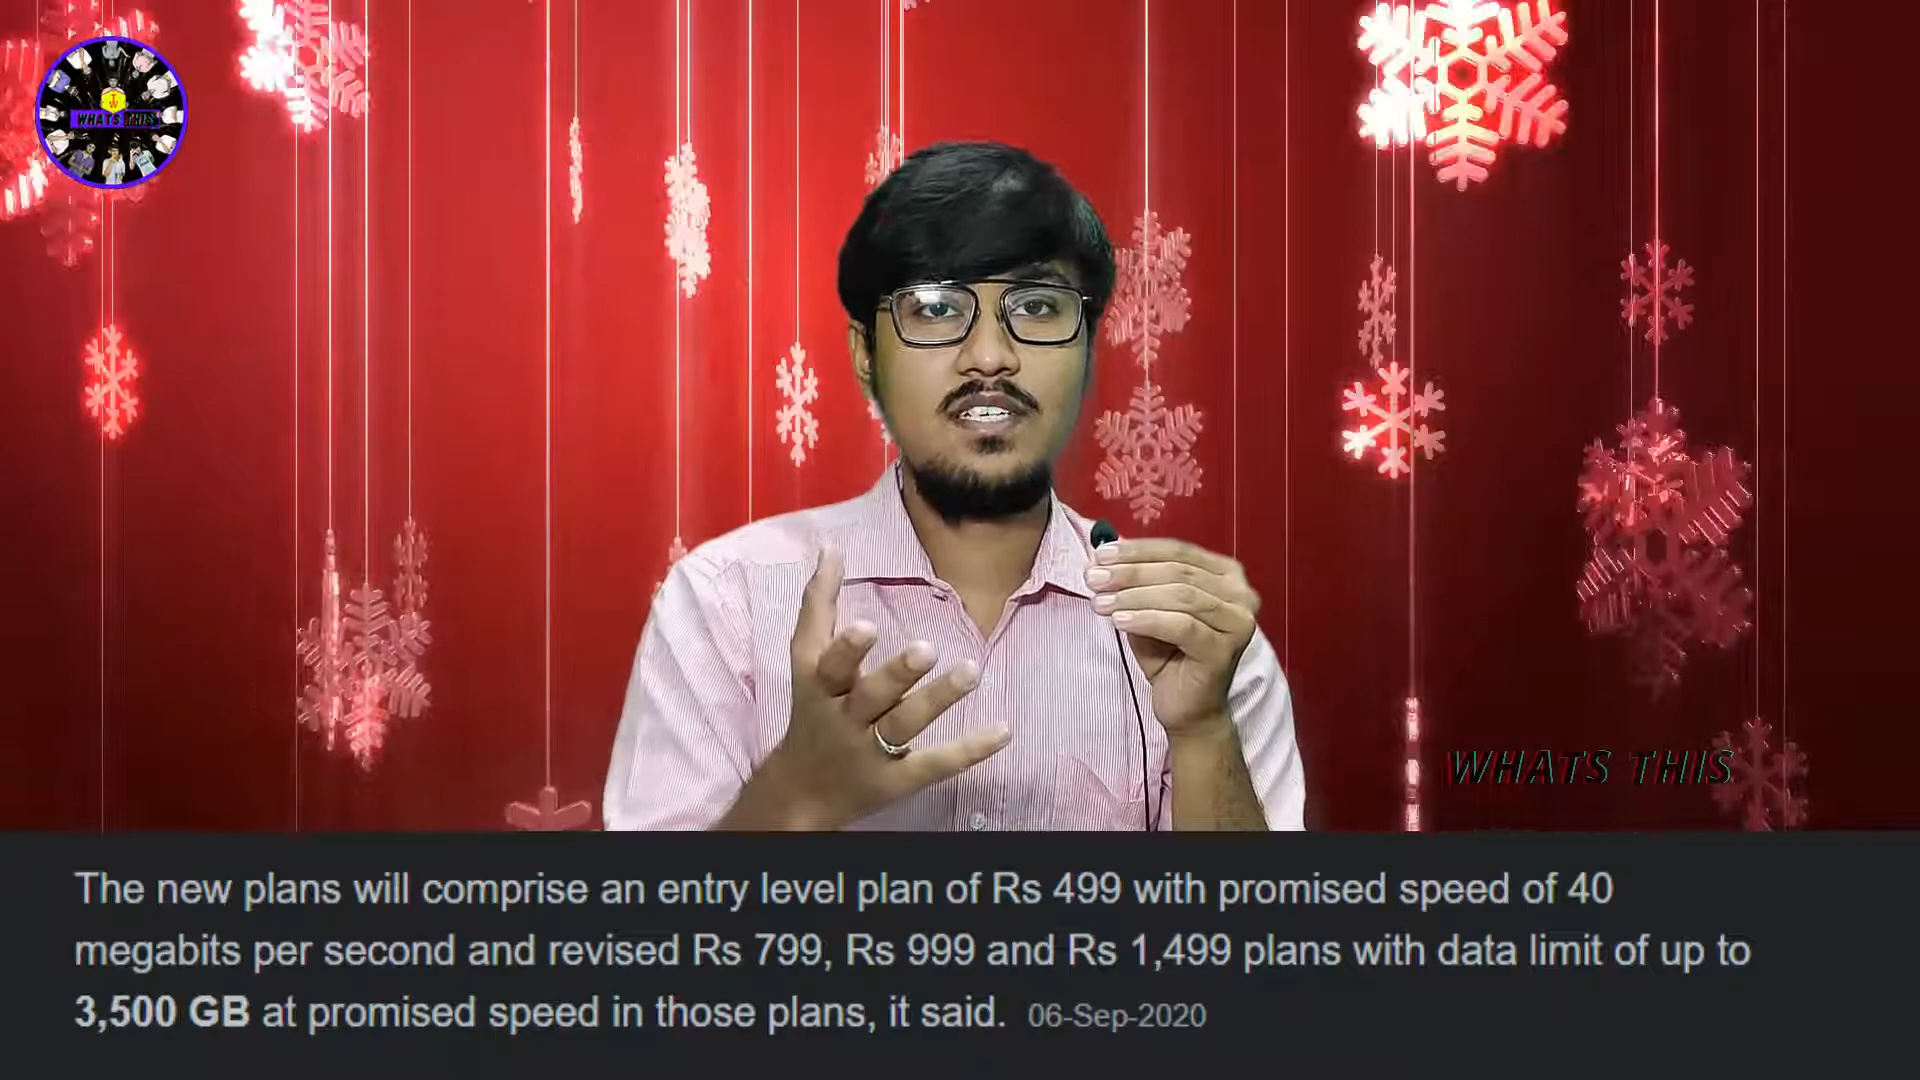 TW
WHATS THIS
WHATS THIS
The new plans will comprise an entry level plan of Rs 499 with promised speed of 40
megabits per second and revised Rs 799, Rs 999 and Rs 1,499 plans with data limit of up to
3,500 GB at promised speed in those plans, it said. 06-Sep-2020